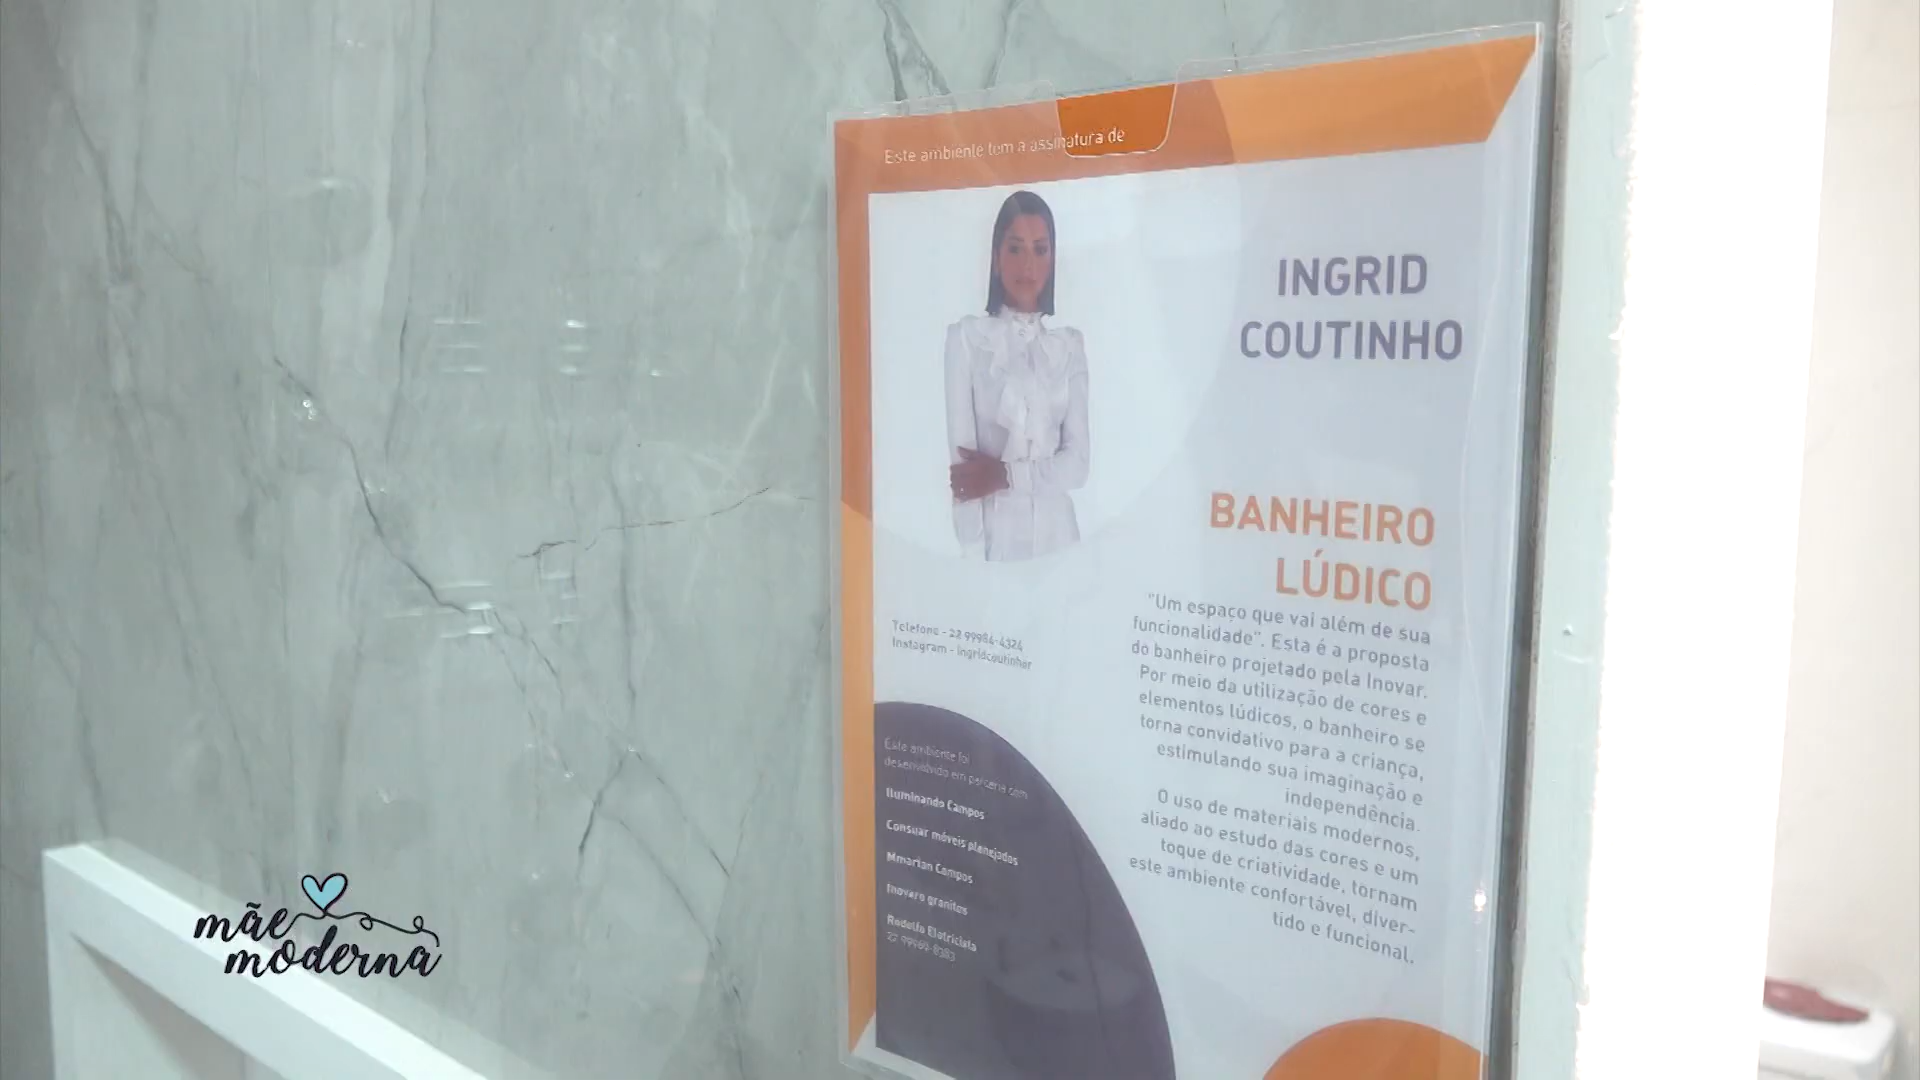 Este ambiente tem a assinatura de
INGRID
COUTINHO
BANHEIRO
LÚDICO
"Um espaço que vai além de sua
funcionalidade". Esta é a proposta
do banheiro projetado pela Inovar.
Por meio da utilização de cores e
elementos lúdicos, o banheiro se
torna convidativo para a criança,
estimulando sua imaginação e
independência.
O uso de materiais modernos,
aliado ao estudo das cores e um
toque de criatividade, tornam
este ambiente confortável, diver-
tido e funcional.
Telefone - 22 99984-4324
Instagram - ingridcoutinhor
Este ambiente foi
desenvolvido em parceria com
Iluminando Campos
Consuar móveis planejados
Mmartan Campos
Inovare granitos
Rodolfo Eletricista
mãe
moderna